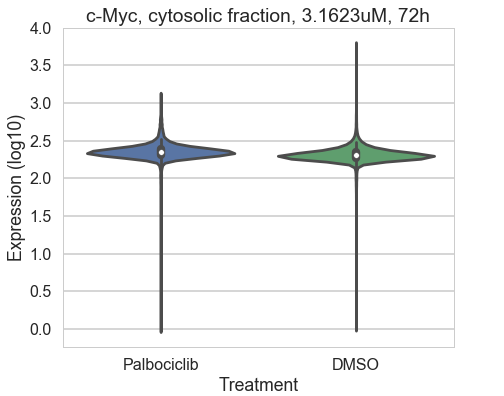 c-Myc, cytosolic fraction, 3.1623uM, 72h
4.0
3.5
3.0
2.5
2.0
1.5
1.0
0.5
0.0
Expression (log10)
Palbociclib DMSO
Treatment